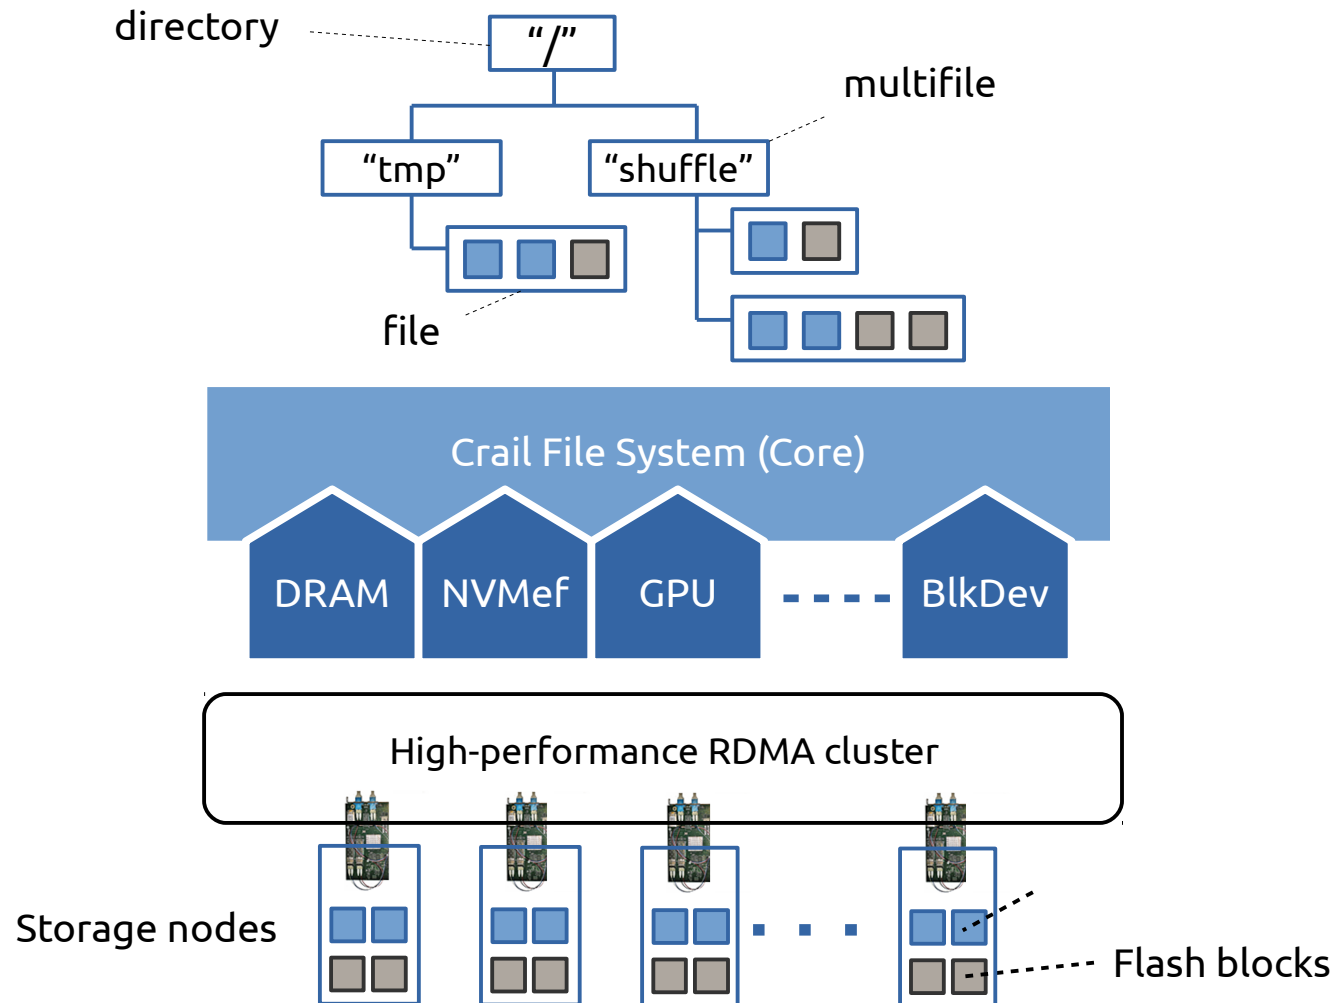 directory
“/”
multifile
“tmp”
“shuffle”
file
Crail File System (Core)
DRAM
NVMef
GPU
BlkDev
High-performance RDMA cluster
Storage nodes
Flash blocks